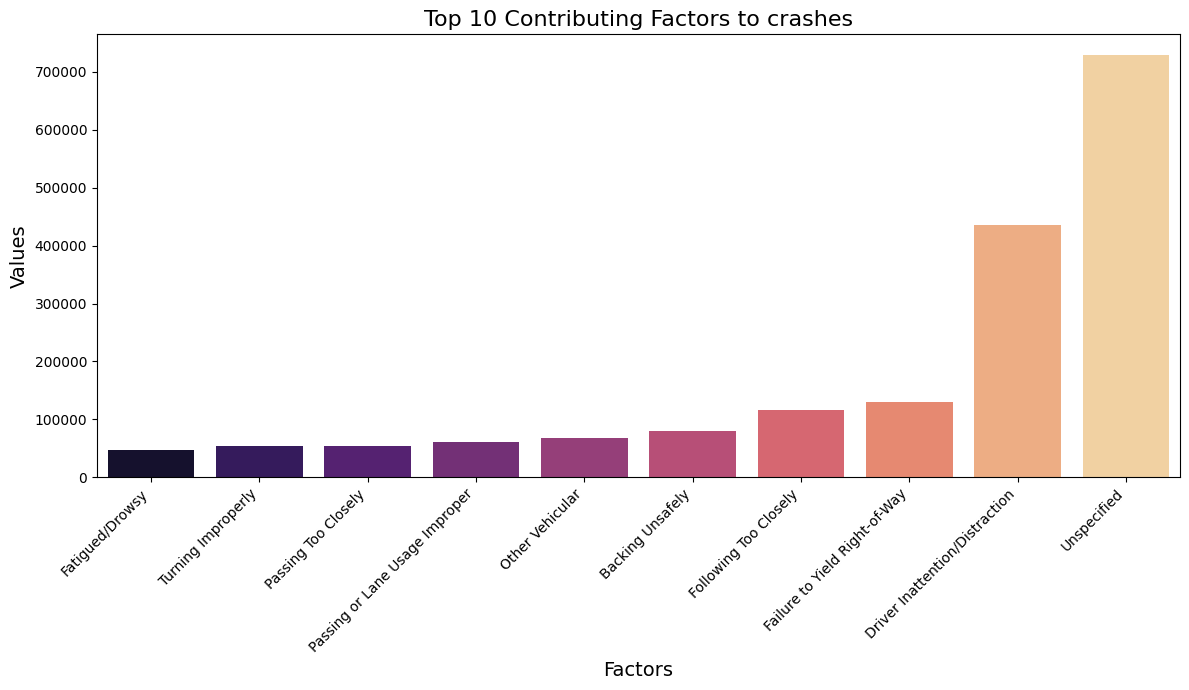 Top 10 Contributing Factors to crashes
Values
700000
600000
500000
400000
300000
200000
100000
0
Fatigued/Drowsy
Turning Improperly
Passing Too Closely
Passing or Lane Usage Improper
Other Vehicular
Backing Unsafely
Following Too Closely
Failure to Yield Right-of-Way
Driver Inattention/Distraction
Unspecified
Factors